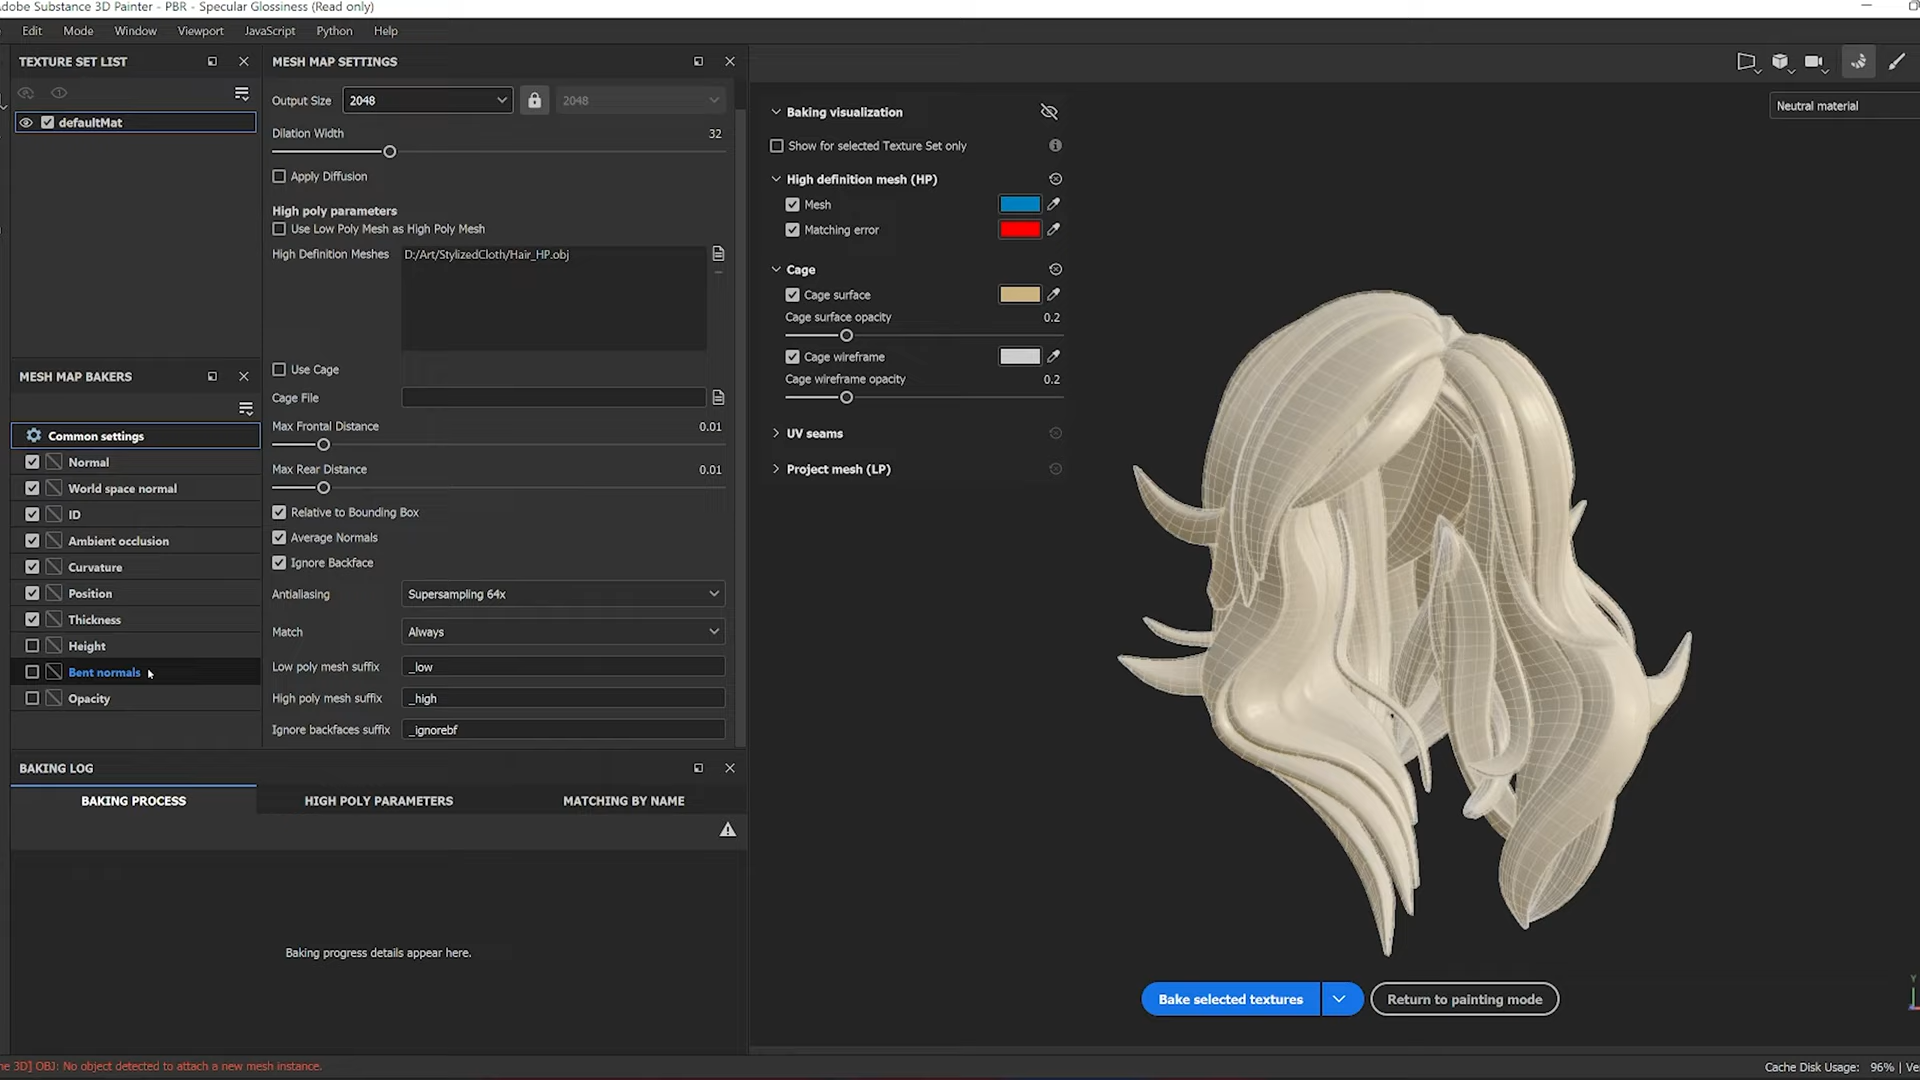 dobe Substance 3D Painter - PBR - Specular Glossiness (Read only)
Edit Mode Window Viewport JavaScript Python Help
TEXTURE SET LIST
defaultMat
MESH MAP SETTINGS
Output Size 2048 2048
Dilation Width 32
Apply Diffusion
High poly parameters
Use Low Poly Mesh as High Poly Mesh
High Definition Meshes D:/Art/StylizedCloth/Hair_HP.obj
Use Cage
Cage File
Max Frontal Distance 0.01
Max Rear Distance 0.01
Relative to Bounding Box
Average Normals
Ignore Backface
Antialiasing Supersampling 64x
Match Always
Low poly mesh suffix _low
High poly mesh suffix _high
Ignore backfaces suffix _ignorebf
MESH MAP BAKERS
Common settings
Normal
World space normal
ID
Ambient occlusion
Curvature
Position
Thickness
Height
Bent normals
Opacity
BAKING LOG
BAKING PROCESS HIGH POLY PARAMETERS MATCHING BY NAME
Baking progress details appear here.
Baking visualization
Show for selected Texture Set only
High definition mesh (HP)
Mesh
Matching error
Cage
Cage surface
Cage surface opacity 0.2
Cage wireframe
Cage wireframe opacity 0.2
UV seams
Project mesh (LP)
Neutral material
Bake selected textures
Return to painting mode
Y
ne 3D] OBJ: No object detected to attach a new mesh instance.
Cache Disk Usage: 96% | Ve